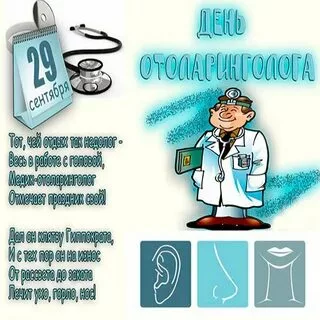 ДЕНЬ
ОТОЛАРИНГОЛОГА
29
сентября
Тот, чей отдых так недолог -
Весь в работе с головой,
Медик-отоларинголог
Отмечает праздник свой!
Дал он клятву Гиппократа,
И с тех пор он на износ
От рассвета до заката
Лечит ухо, горло, нос!